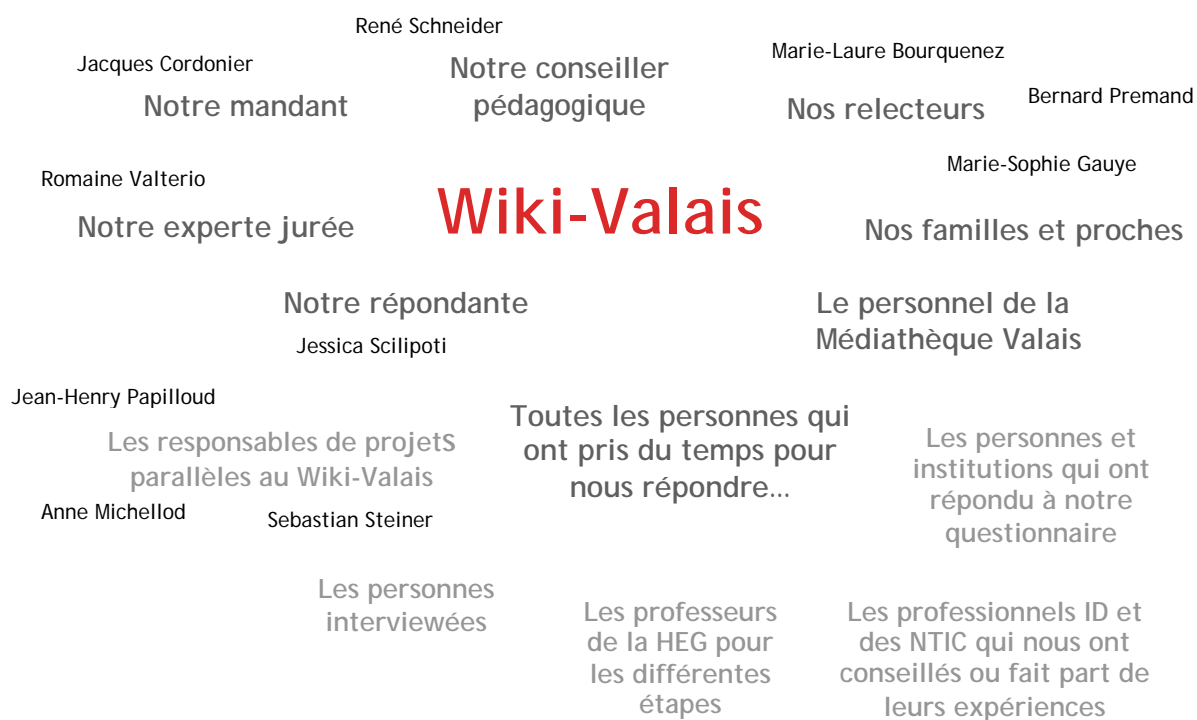 René Schneider
Jacques Cordonier
Notre mandant
Notre conseiller
pédagogique
Marie-Laure Bourquenez
Nos relecteurs
Bernard Premand
Marie-Sophie Gauye
Romaine Valterio
Notre experte jurée
Wiki-Valais
Nos familles et proches
Notre répondante
Jessica Scilipoti
Le personnel de la
Médiathèque Valais
Jean-Henry Papilloud
Les responsables de projets
parallèles au Wiki-Valais
Anne Michellod
Sebastian Steiner
Toutes les personnes qui
ont pris du temps pour
nous répondre...
Les personnes et
institutions qui ont
répondu à notre
questionnaire
Les personnes
interviewées
Les professeurs
de la HEG pour
les différentes
étapes
Les professionnels ID et
des NTIC qui nous ont
conseillés ou fait part de
leurs expériences